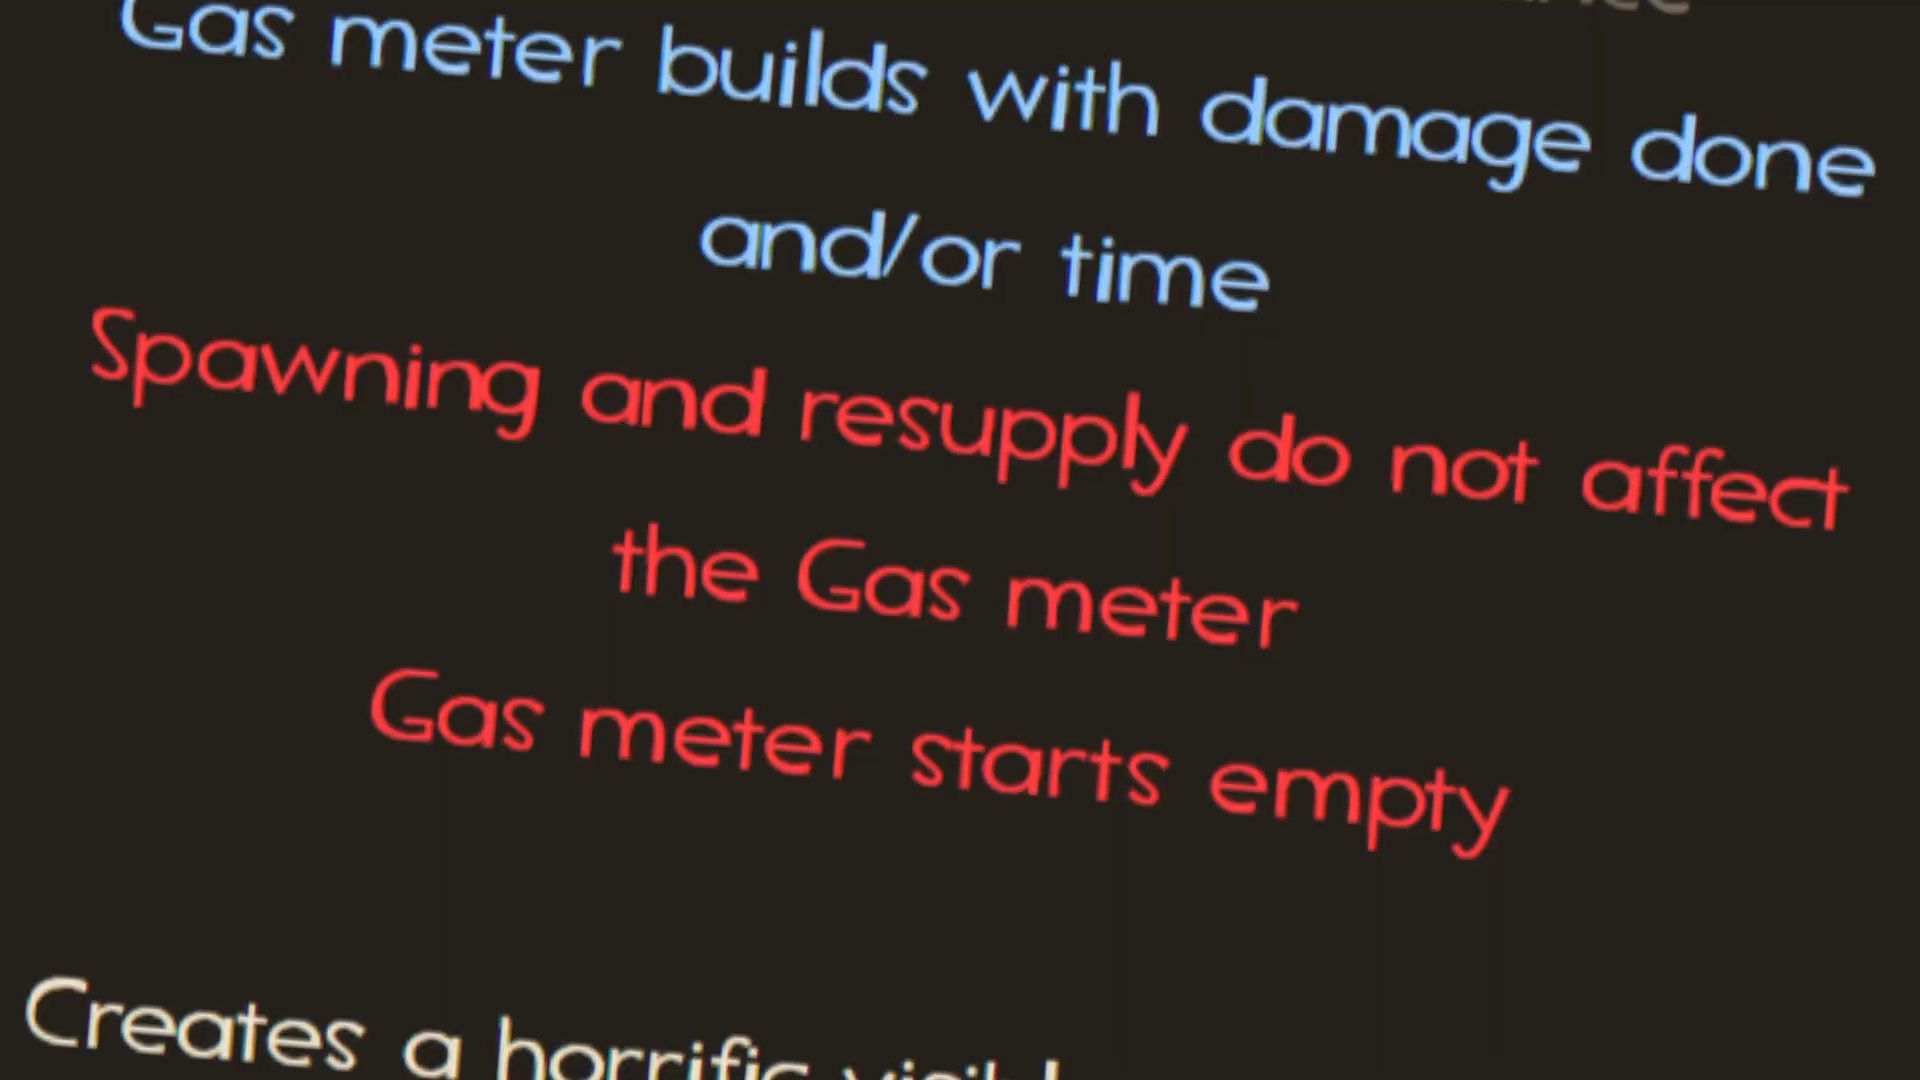 Gas meter builds with damage done
and/or time
Spawning and resupply do not affect
the Gas meter
Gas meter starts empty
Creates a horrific